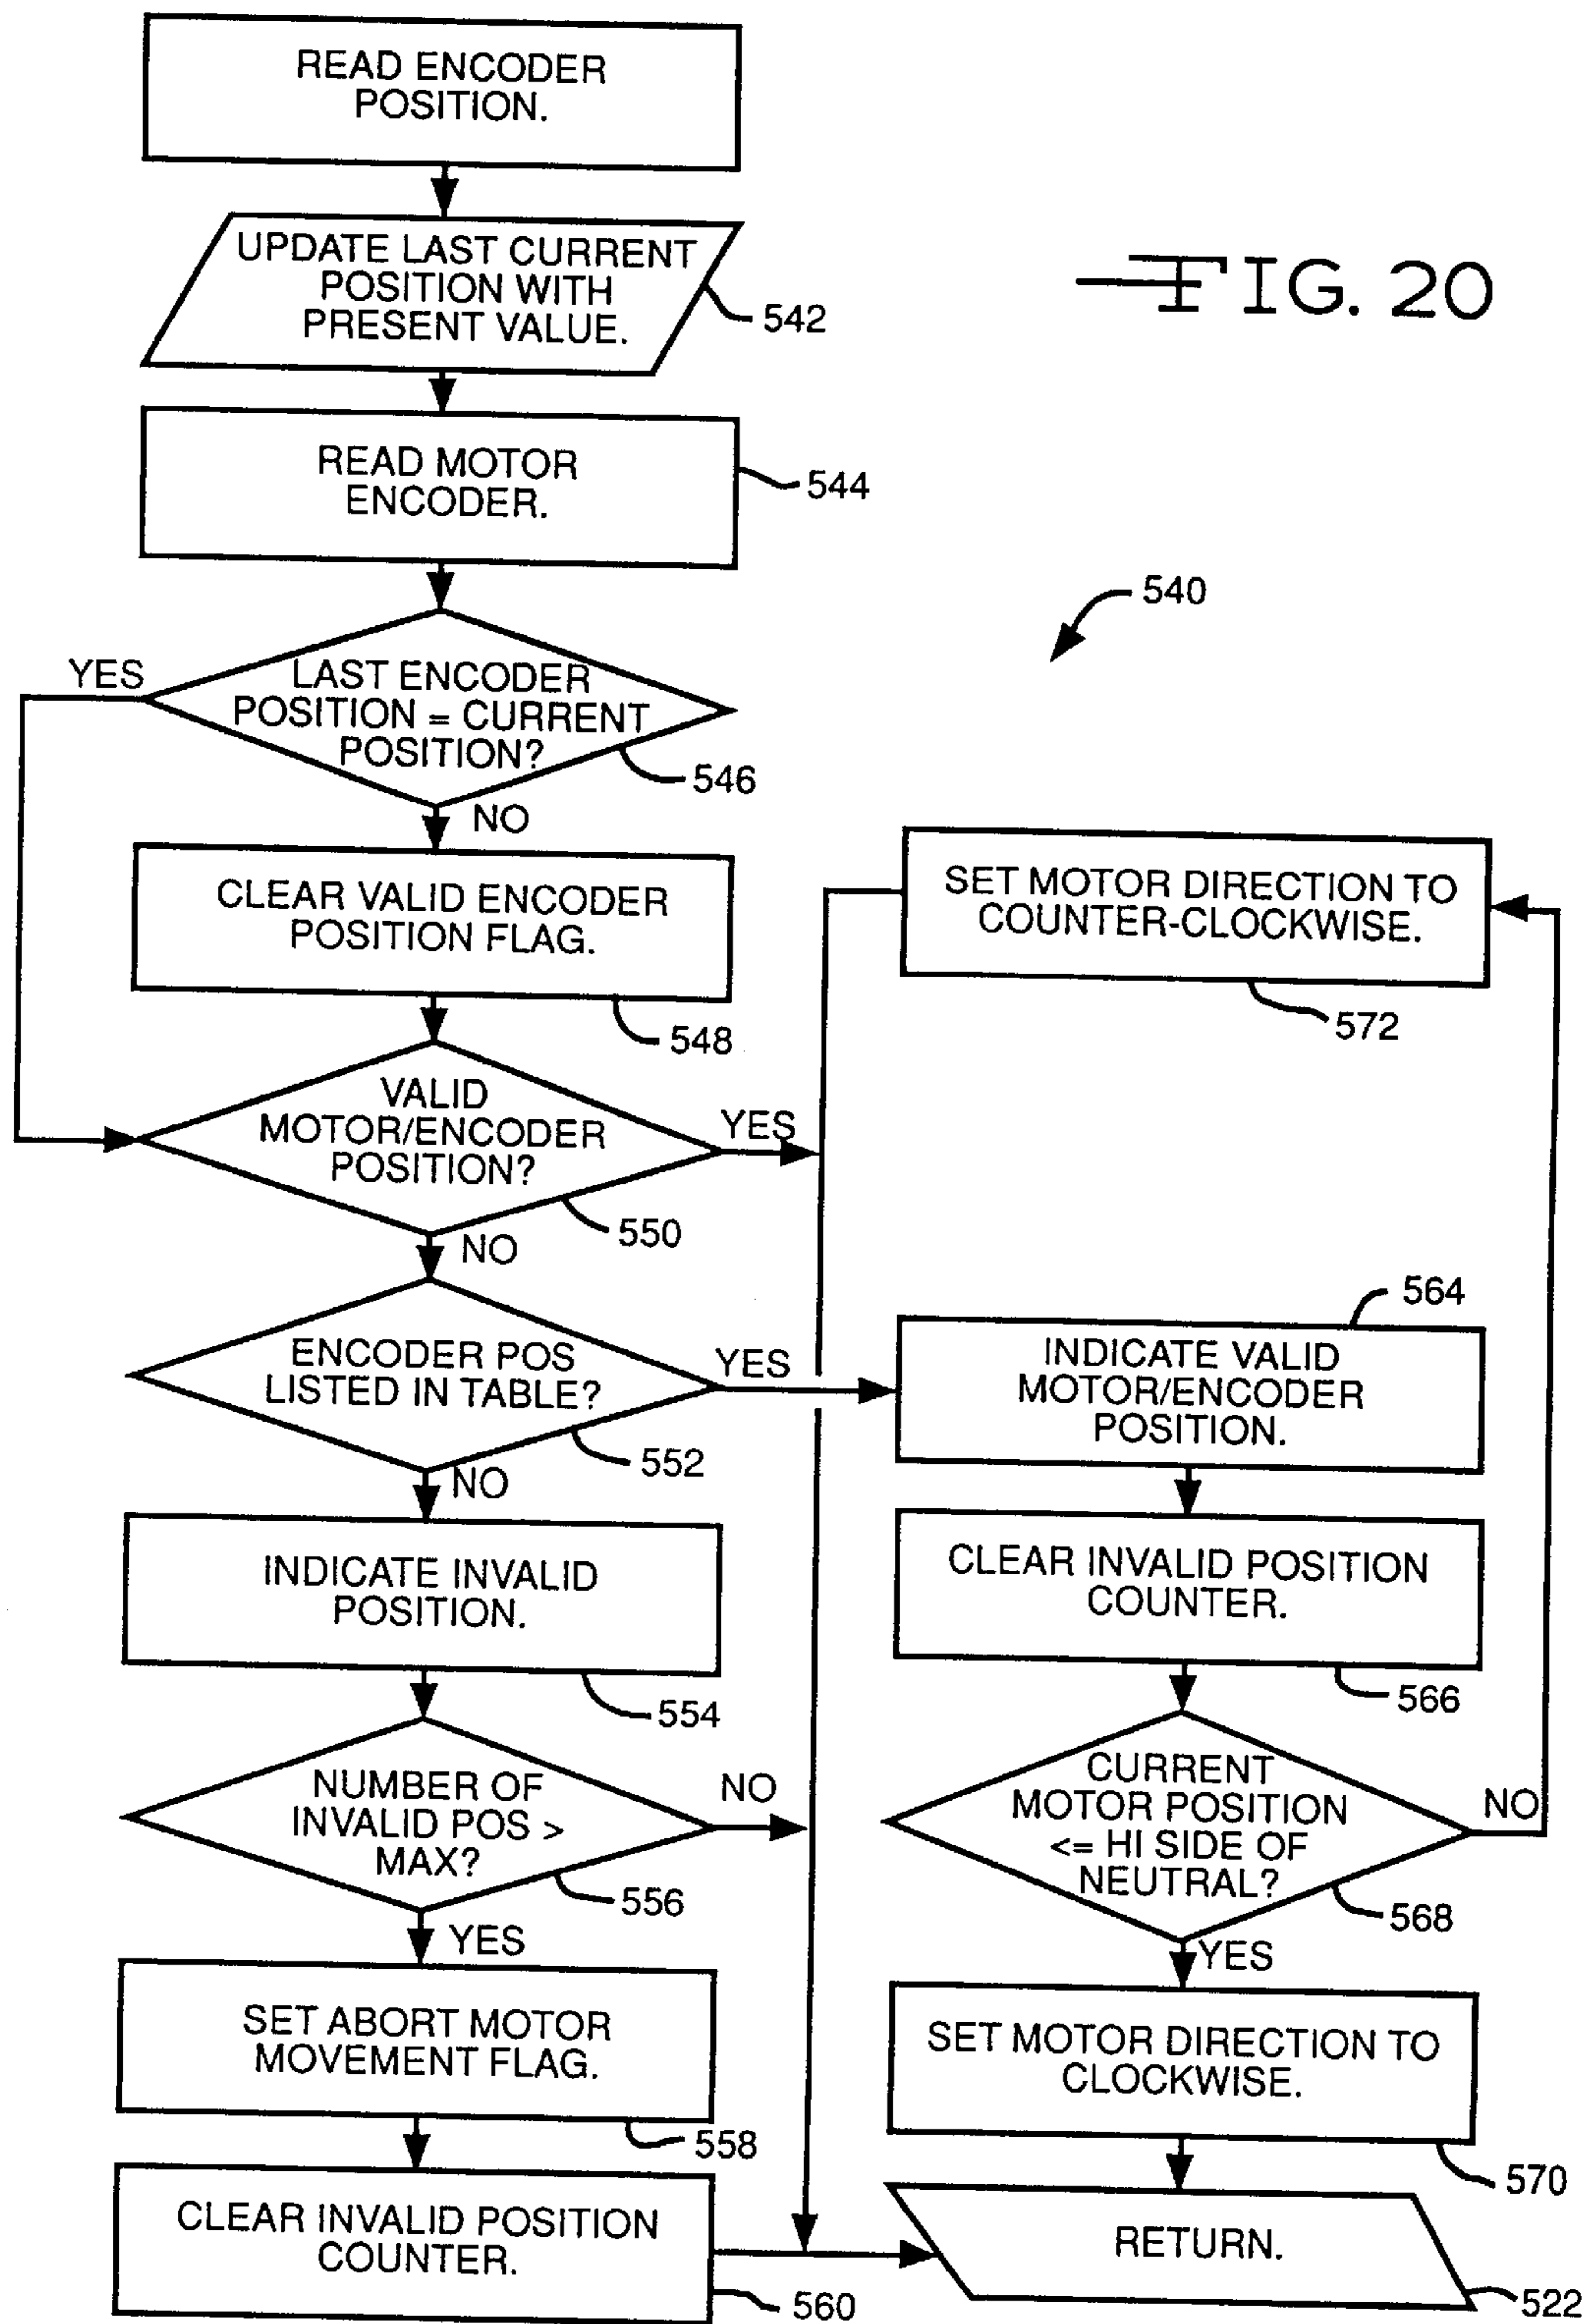 READ ENCODER
POSITION.
UPDATE LAST CURRENT
POSITION WITH
PRESENT VALUE.
542
FIG. 20
READ MOTOR
ENCODER.
544
540
YES
LAST ENCODER
POSITION = CURRENT
POSITION?
546
NO
CLEAR VALID ENCODER
POSITION FLAG.
548
SET MOTOR DIRECTION TO
COUNTER-CLOCKWISE.
572
VALID
MOTOR/ENCODER
POSITION?
YES
550
NO
ENCODER POS
LISTED IN TABLE?
YES
552
NO
564
INDICATE VALID
MOTOR/ENCODER
POSITION.
INDICATE INVALID
POSITION.
554
CLEAR INVALID POSITION
COUNTER.
566
NUMBER OF
INVALID POS >
MAX?
NO
556
YES
CURRENT
MOTOR POSITION
<= HI SIDE OF
NEUTRAL?
NO
568
YES
SET ABORT MOTOR
MOVEMENT FLAG.
558
SET MOTOR DIRECTION TO
CLOCKWISE.
570
CLEAR INVALID POSITION
COUNTER.
560
RETURN.
522